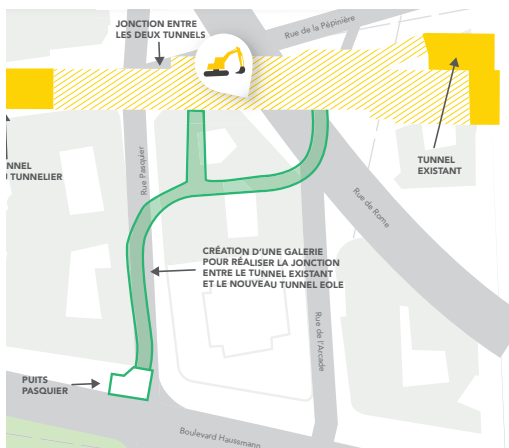 JONCTION ENTRE
LES DEUX TUNNELS
Rue de la Pépinière
NNEL
TUNNELIER
TUNNEL
EXISTANT
Rue Pasquier
Rue de Rome
CRÉATION D'UNE GALERIE
POUR RÉALISER LA JONCTION
ENTRE LE TUNNEL EXISTANT
ET LE NOUVEAU TUNNEL EOLE
Rue de l'Arcade
PUITS
PASQUIER
Boulevard Haussmann